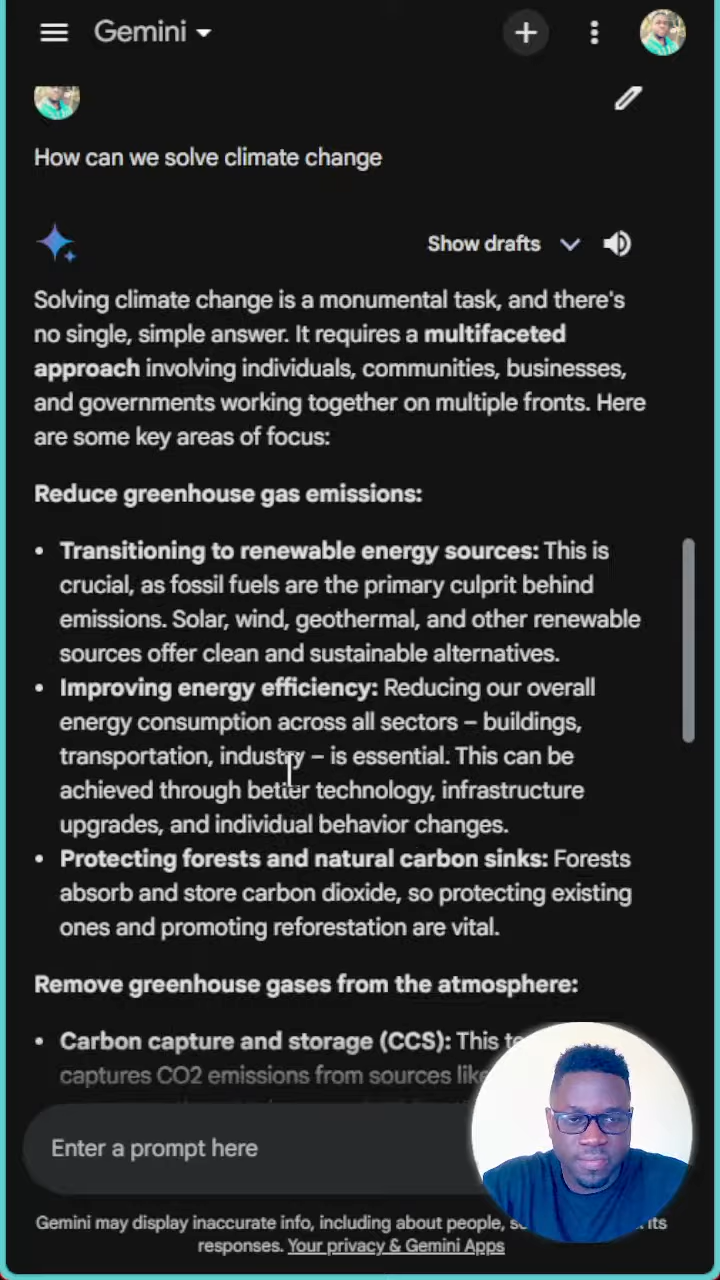 Gemini
How can we solve climate change
Show drafts
Solving climate change is a monumental task, and there's
no single, simple answer. It requires a multifaceted
approach involving individuals, communities, businesses,
and governments working together on multiple fronts. Here
are some key areas of focus:
Reduce greenhouse gas emissions:
• Transitioning to renewable energy sources: This is
crucial, as fossil fuels are the primary culprit behind
emissions. Solar, wind, geothermal, and other renewable
sources offer clean and sustainable alternatives.
• Improving energy efficiency: Reducing our overall
energy consumption across all sectors – buildings,
transportation, industry – is essential. This can be
achieved through better technology, infrastructure
upgrades, and individual behavior changes.
• Protecting forests and natural carbon sinks: Forests
absorb and store carbon dioxide, so protecting existing
ones and promoting reforestation are vital.
Remove greenhouse gases from the atmosphere:
• Carbon capture and storage (CCS): This
captures CO2 emissions from sources like
Enter a prompt here
Gemini may display inaccurate info, including about people, its
responses. Your privacy & Gemini Apps